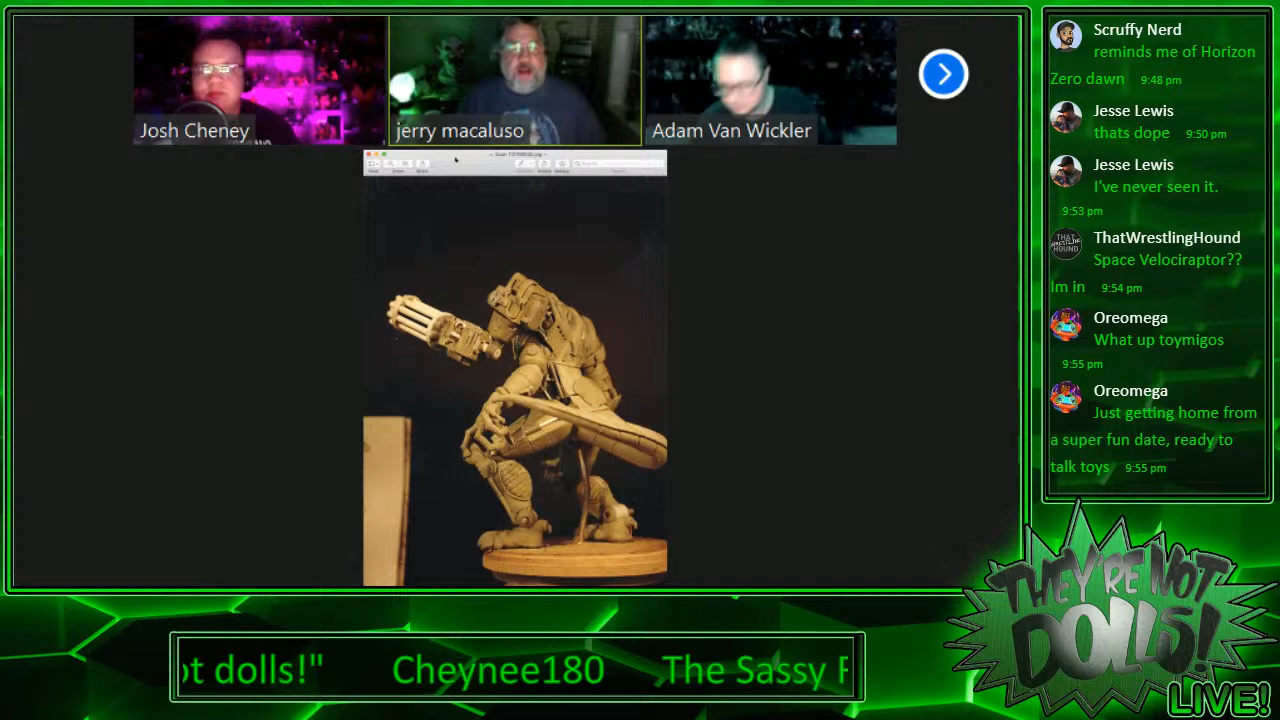 Josh Cheney
jerry macaluso
Adam Van Wickler
Scruffy Nerd
reminds me of Horizon
Zero dawn 9:48 pm
Jesse Lewis
thats dope 9:50 pm
Jesse Lewis
I've never seen it.
9:53 pm
ThatWrestlingHound
Space Velociraptor??
Im in 9:54 pm
Oreomega
What up toymigos
9:55 pm
Oreomega
Just getting home from
a super fun date, ready to
talk toys 9:55 pm
THEY'RE NOT
DOLLS!
LIVE!
ot dolls!" Cheynee180 The Sassy